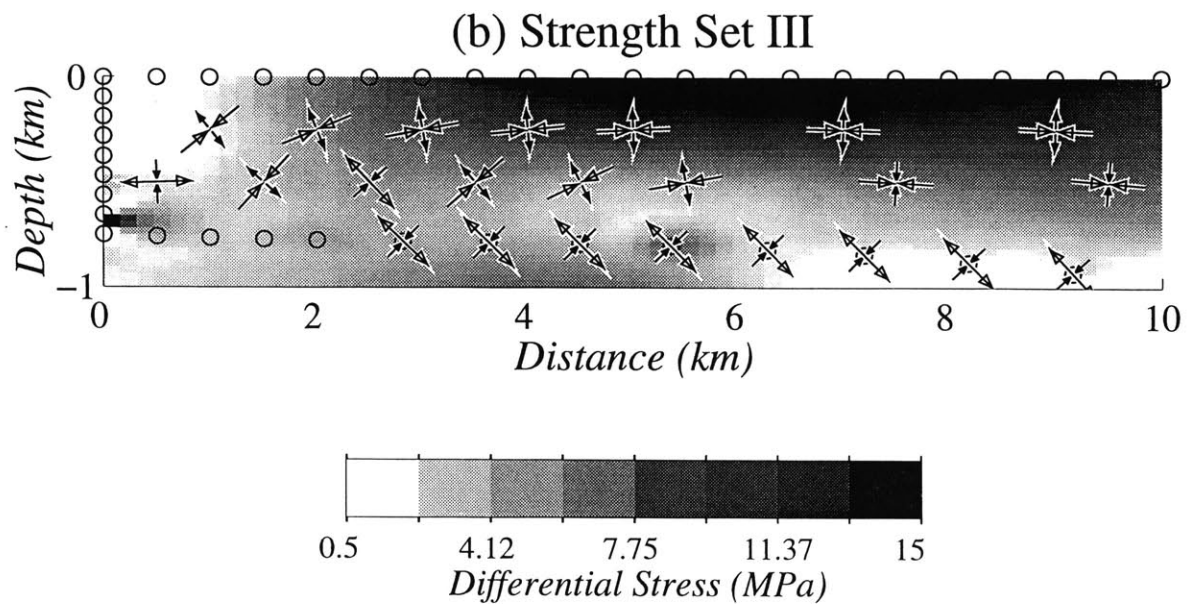 (b) Strength Set III
0
Depth (km)
−1
0 2 4 6 8 10
Distance (km)
0.5 4.12 7.75 11.37 15
Differential Stress (MPa)